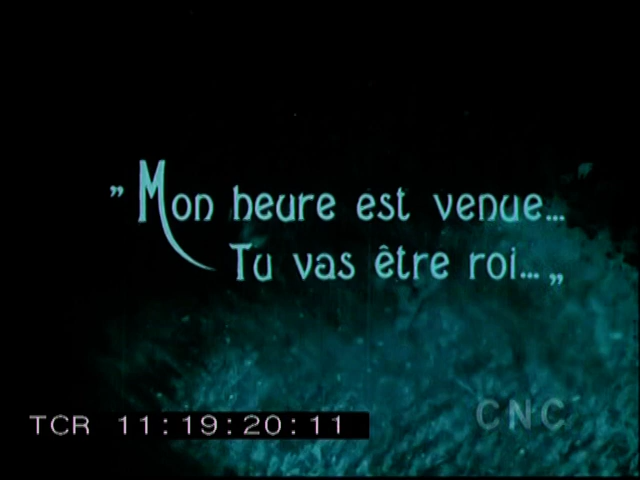 ” Mon heure est venue...
Tu vas être roi... „
TCR 11:19:20:11
CNC